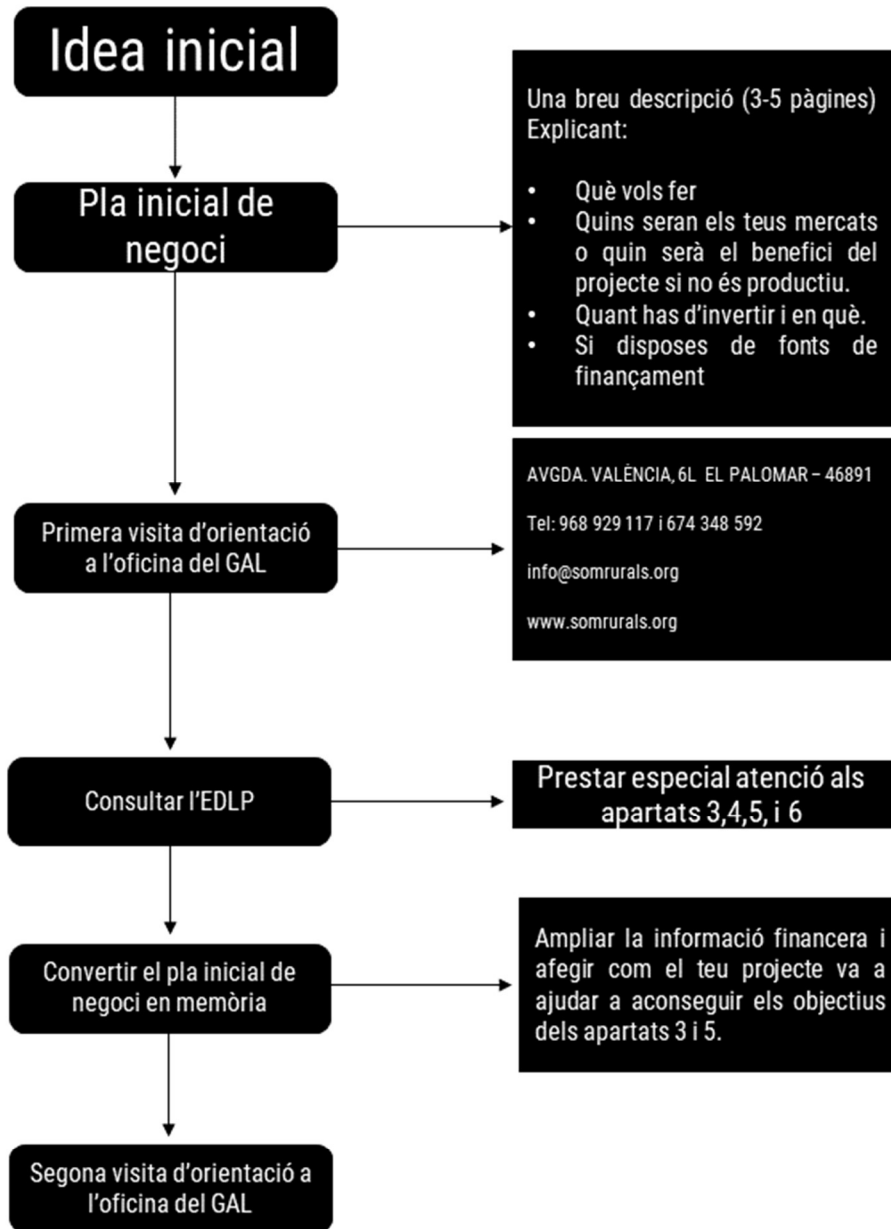 Idea inicial
Pla inicial de
negoci
Una breu descripció (3-5 pàgines)
Explicant:
• Què vols fer
• Quins seran els teus mercats
o quin serà el benefici del
projecte si no és productiu.
• Quant has d'invertir i en què.
• Si disposes de fonts de
finançament
Primera visita d'orientació
a l'oficina del GAL
AVGDA. VALÈNCIA, 6L EL PALOMAR – 46891
Tel: 968 929 117 i 674 348 592
info@somrurals.org
www.somrurals.org
Consultar l'EDLP
Prestar especial atenció als
apartats 3,4,5, i 6
Convertir el pla inicial de
negoci en memòria
Ampliar la informació financera i
afegir com el teu projecte va a
ajudar a aconseguir els objectius
dels apartats 3 i 5.
Segona visita d'orientació a
l'oficina del GAL